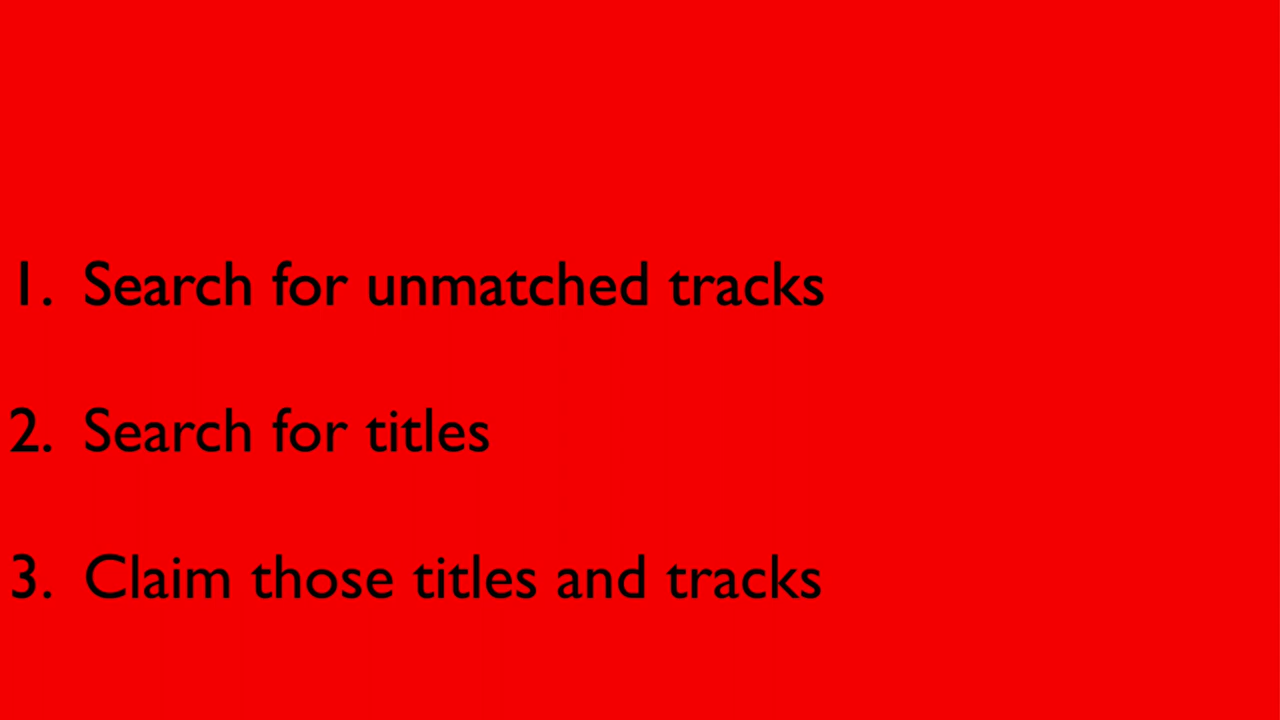 1. Search for unmatched tracks
2. Search for titles
3. Claim those titles and tracks